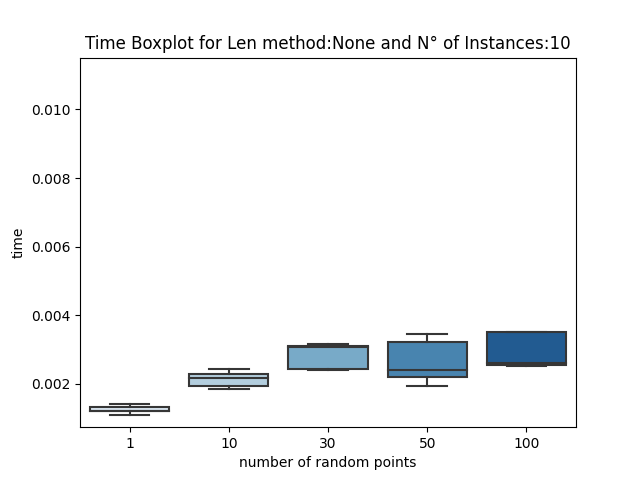 Time Boxplot for Len method:None and N° of Instances:10
0.010
0.008
0.006
0.004
0.002
time
1 10 30 50 100
number of random points